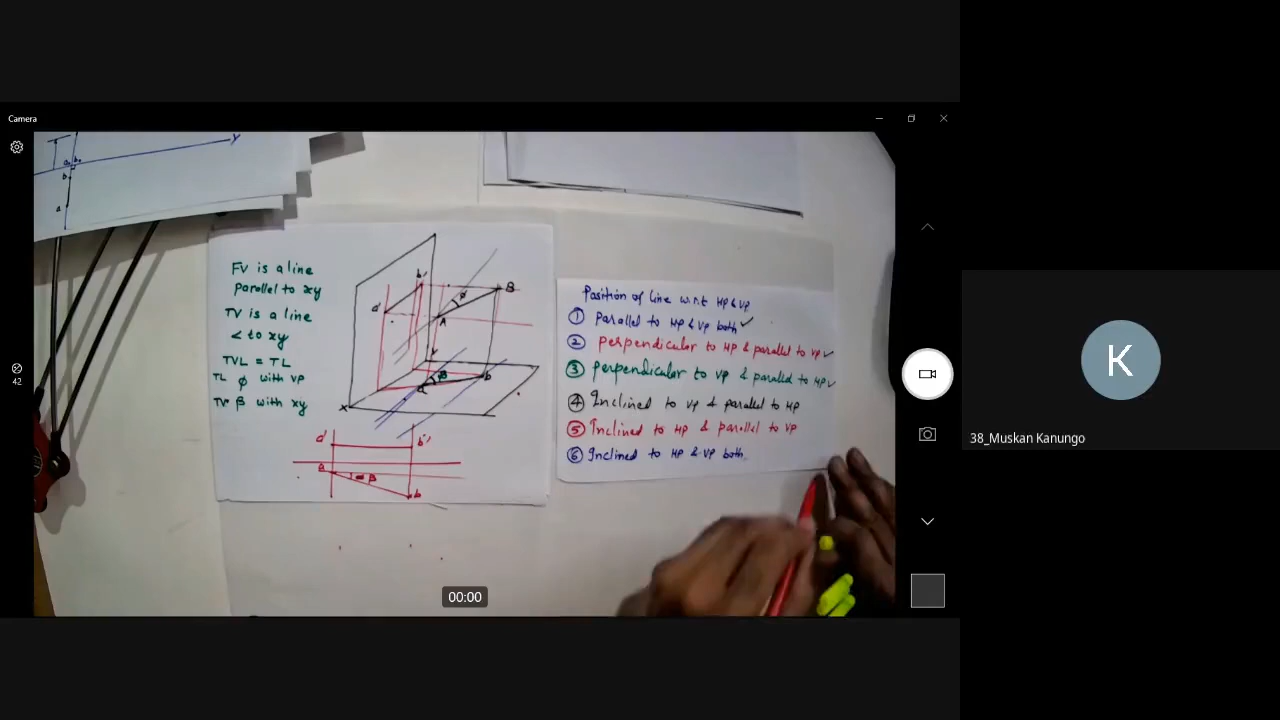 Camera
Y
FV is a line
parallel to xy
TV is a line
< to xy
TVL = TL
TL φ with VP
TV β with xy
b'
a'
B
φ
A
Y
β
a
b
X
a'
b'
a
β
b
Position of line w.r.t HP & VP
① Parallel to HP & VP both ✓
② perpendicular to HP & parallel to VP ✓
③ perpendicular to VP & parallel to HP ✓
④ Inclined to VP & parallel to HP
⑤ Inclined to HP & parallel to VP
⑥ Inclined to HP & VP both
42
00:00
K
38_Muskan Kanungo